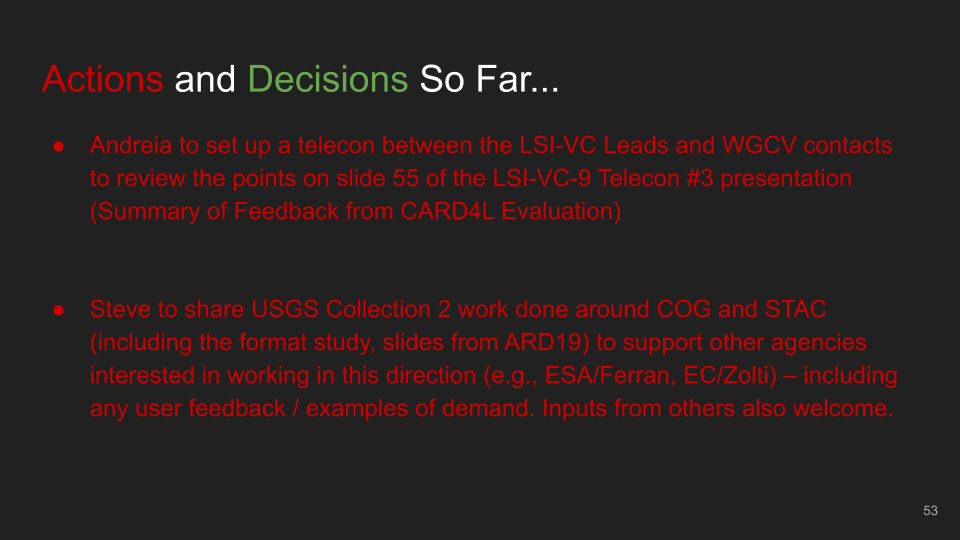 Actions and Decisions So Far...
● Andreia to set up a telecon between the LSI-VC Leads and WGCV contacts
to review the points on slide 55 of the LSI-VC-9 Telecon #3 presentation
(Summary of Feedback from CARD4L Evaluation)
● Steve to share USGS Collection 2 work done around COG and STAC
(including the format study, slides from ARD19) to support other agencies
interested in working in this direction (e.g., ESA/Ferran, EC/Zolti) – including
any user feedback / examples of demand. Inputs from others also welcome.
53